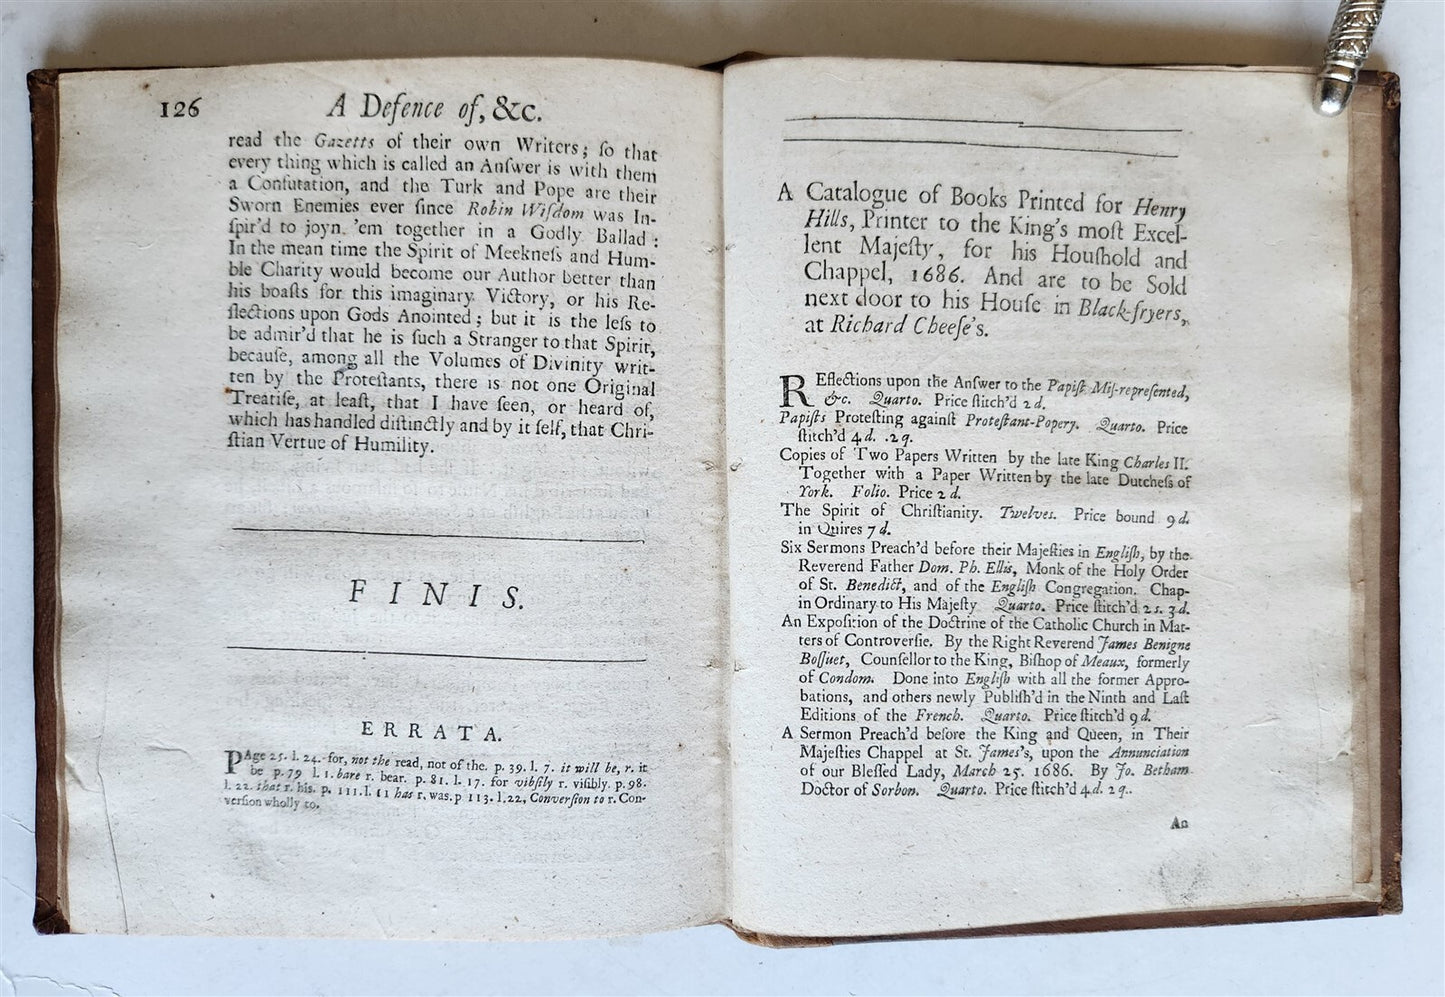 126 A Defence of, &c.
read the Gazetts of their own Writers; ſo that
every thing which is called an Anſwer is with them
a Confutation, and the Turk and Pope are their
Sworn Enemies ever ſince Robin Wiſdom was In-
ſpir'd to joyn 'em together in a Godly Ballad:
In the mean time the Spirit of Meekneſs and Hum-
ble Charity would become our Author better than
his boaſts for this imaginary Victory, or his Re-
flections upon Gods Anointed; but it is the leſs to
be admir'd that he is ſuch a Stranger to that Spirit,
becauſe, among all the Volumes of Divinity writ-
ten by the Proteſtants, there is not one Original
Treatiſe, at leaſt, that I have ſeen, or heard of,
which has handled diſtinctly and by it ſelf, that Chri-
ſtian Vertue of Humility.
FINIS.
ERRATA.
PAge 25. l. 24. for, not the read, not of the. p. 39. l. 7. it will be, r. it
be p. 79 l. 1. bare r. bear. p. 81. l. 17. for vibſily r. viſibly. p. 98.
l. 22. that r. his. p. 111. l. 11 has r. was. p 113. l. 22, Converſion to r. Con-
verſion wholly to.
A Catalogue of Books Printed for Henry
Hills, Printer to the King's moſt Excel-
lent Majeſty, for his Houſhold and
Chappel, 1686. And are to be Sold
next door to his Houſe in Black-fryers,
at Richard Cheeſe's.
REflections upon the Anſwer to the Papiſt Miſ-repreſented,
&c. Quarto. Price ſtitch'd 2 d.
Papiſts Proteſting againſt Proteſtant-Popery. Quarto. Price
ſtitch'd 4 d. .2 q.
Copies of Two Papers Written by the late King Charles II.
Together with a Paper Written by the late Dutcheſs of
York. Folio. Price 2 d.
The Spirit of Chriſtianity. Twelves. Price bound 9 d.
in Quires 7 d.
Six Sermons Preach'd before their Majeſties in Engliſh, by the
Reverend Father Dom. Ph. Ellis, Monk of the Holy Order
of St. Benedict, and of the Engliſh Congregation. Chap-
in Ordinary to His Majeſty Quarto. Price ſtitch'd 2 s. 3 d.
An Expoſition of the Doctrine of the Catholic Church in Mat-
ters of Controverſie. By the Right Reverend James Benigne
Boſſuet, Counſellor to the King, Biſhop of Meaux, formerly
of Condom. Done into Engliſh with all the former Appro-
bations, and others newly Publiſh'd in the Ninth and Laſt
Editions of the French. Quarto. Price ſtitch'd 9 d.
A Sermon Preach'd before the King and Queen, in Their
Majeſties Chappel at St. James's, upon the Annunciation
of our Bleſſed Lady, March 25. 1686. By Jo. Betham
Doctor of Sorbon. Quarto. Price ſtitch'd 4 d. 2 q.
An